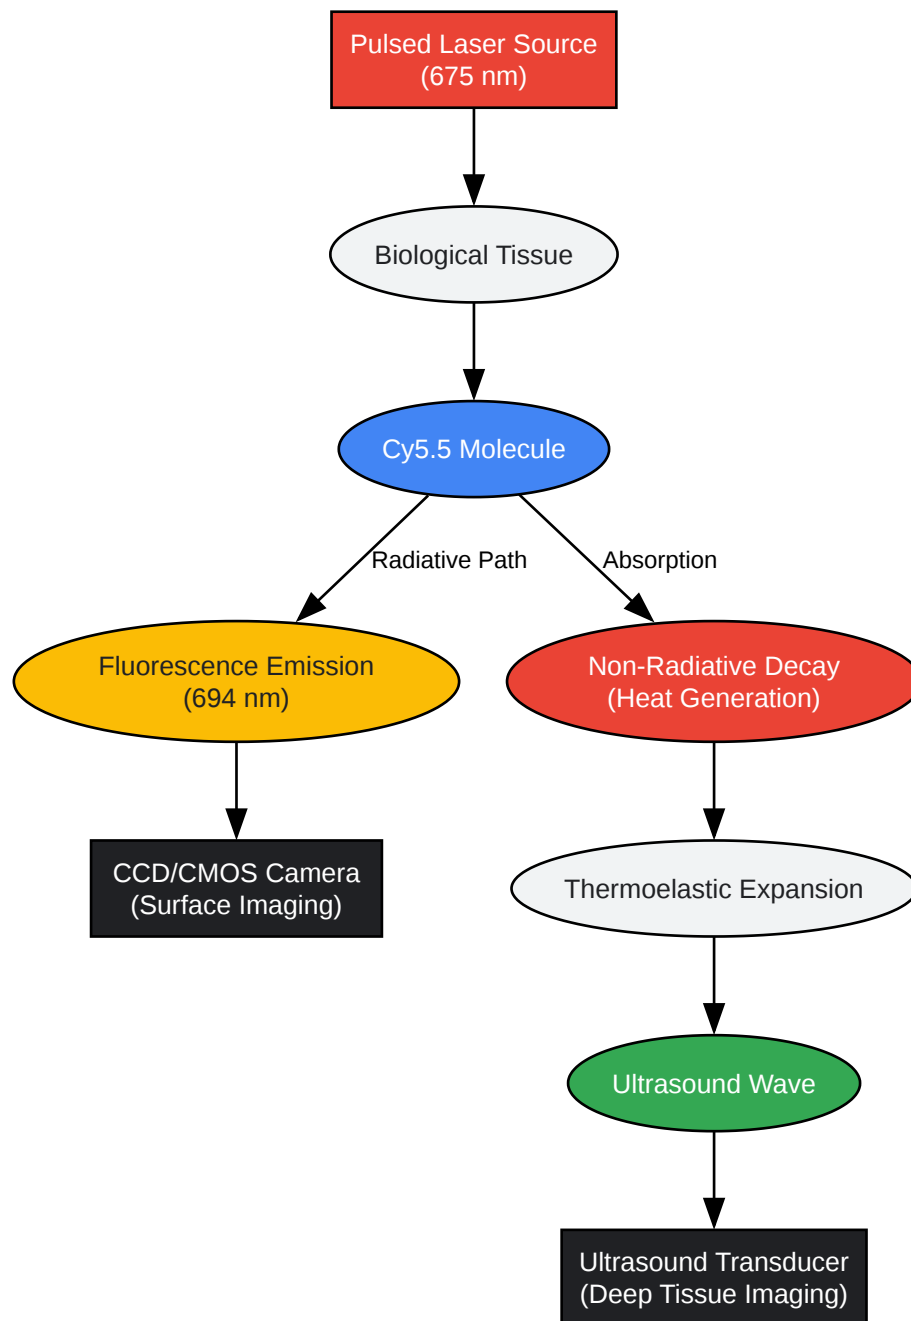 Pulsed Laser Source
(675 nm)
Biological Tissue
Cy5.5 Molecule
Radiative Path
Absorption
Fluorescence Emission
(694 nm)
Non-Radiative Decay
(Heat Generation)
CCD/CMOS Camera
(Surface Imaging)
Thermoelastic Expansion
Ultrasound Wave
Ultrasound Transducer
(Deep Tissue Imaging)